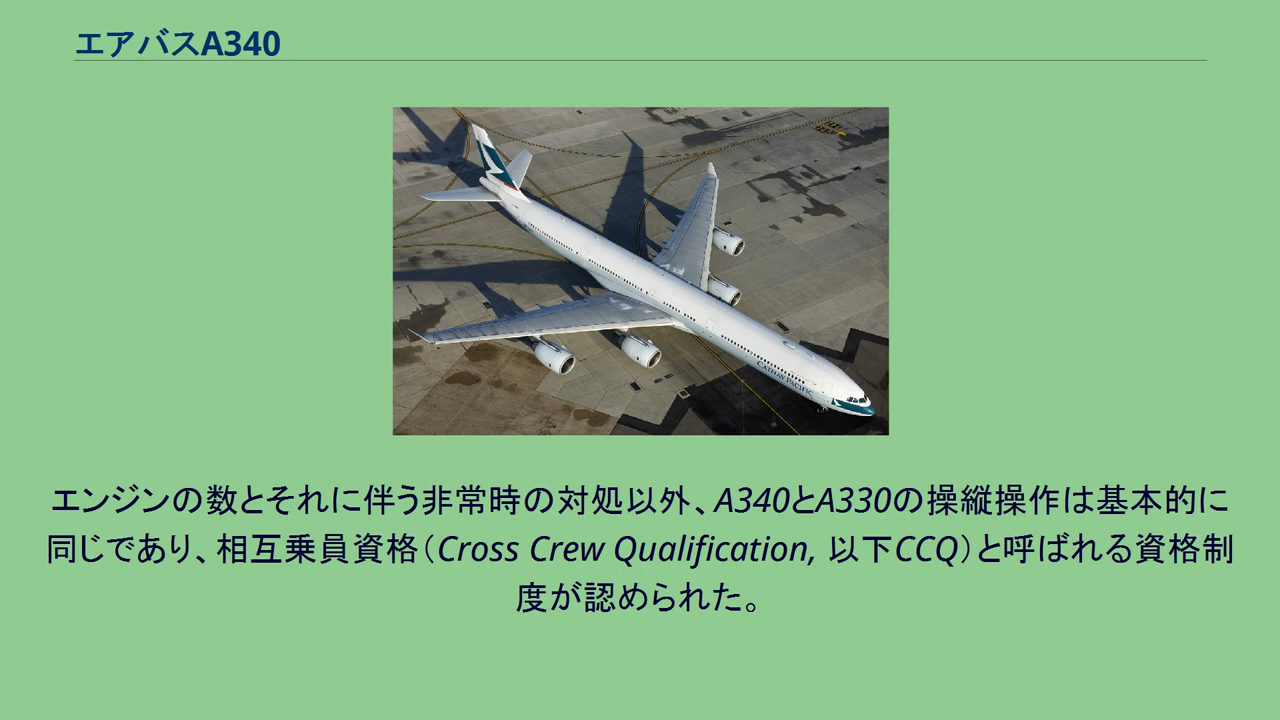 エアバスA340
CATHAY PACIFIC
エンジンの数とそれに伴う非常時の対処以外、A340とA330の操縦操作は基本的に
同じであり、相互乗員資格（Cross Crew Qualification, 以下CCQ）と呼ばれる資格制
度が認められた。